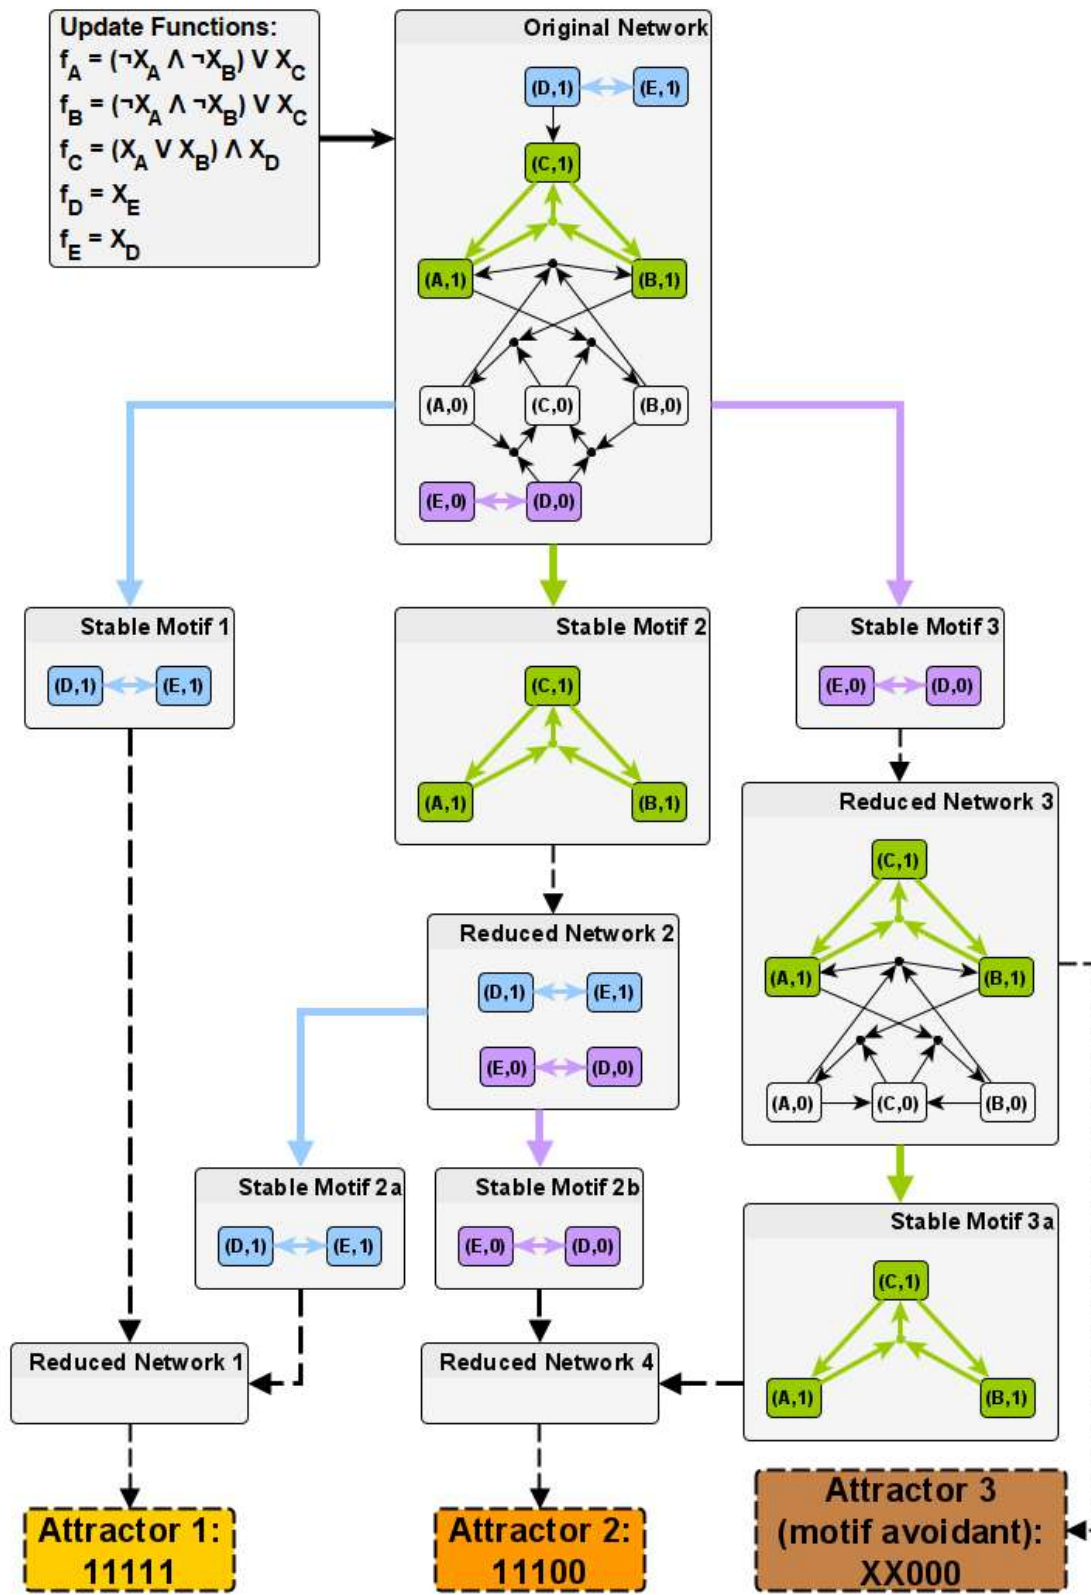 Update Functions:
f_A = (¬X_A Λ ¬X_B) V X_C
f_B = (¬X_A Λ ¬X_B) V X_C
f_C = (X_A V X_B) Λ X_D
f_D = X_E
f_E = X_D
Original Network
(D,1) (E,1)
(C,1)
(A,1) (B,1)
(A,0) (C,0) (B,0)
(E,0) (D,0)
Stable Motif 1
(D,1) (E,1)
Stable Motif 2
(C,1)
(A,1) (B,1)
Stable Motif 3
(E,0) (D,0)
Reduced Network 3
(C,1)
(A,1) (B,1)
(A,0) (C,0) (B,0)
Reduced Network 2
(D,1) (E,1)
(E,0) (D,0)
Stable Motif 2a
(D,1) (E,1)
Stable Motif 2b
(E,0) (D,0)
Stable Motif 3a
(C,1)
(A,1) (B,1)
Reduced Network 1
Reduced Network 4
Attractor 1:
11111
Attractor 2:
11100
Attractor 3
(motif avoidant):
XX000